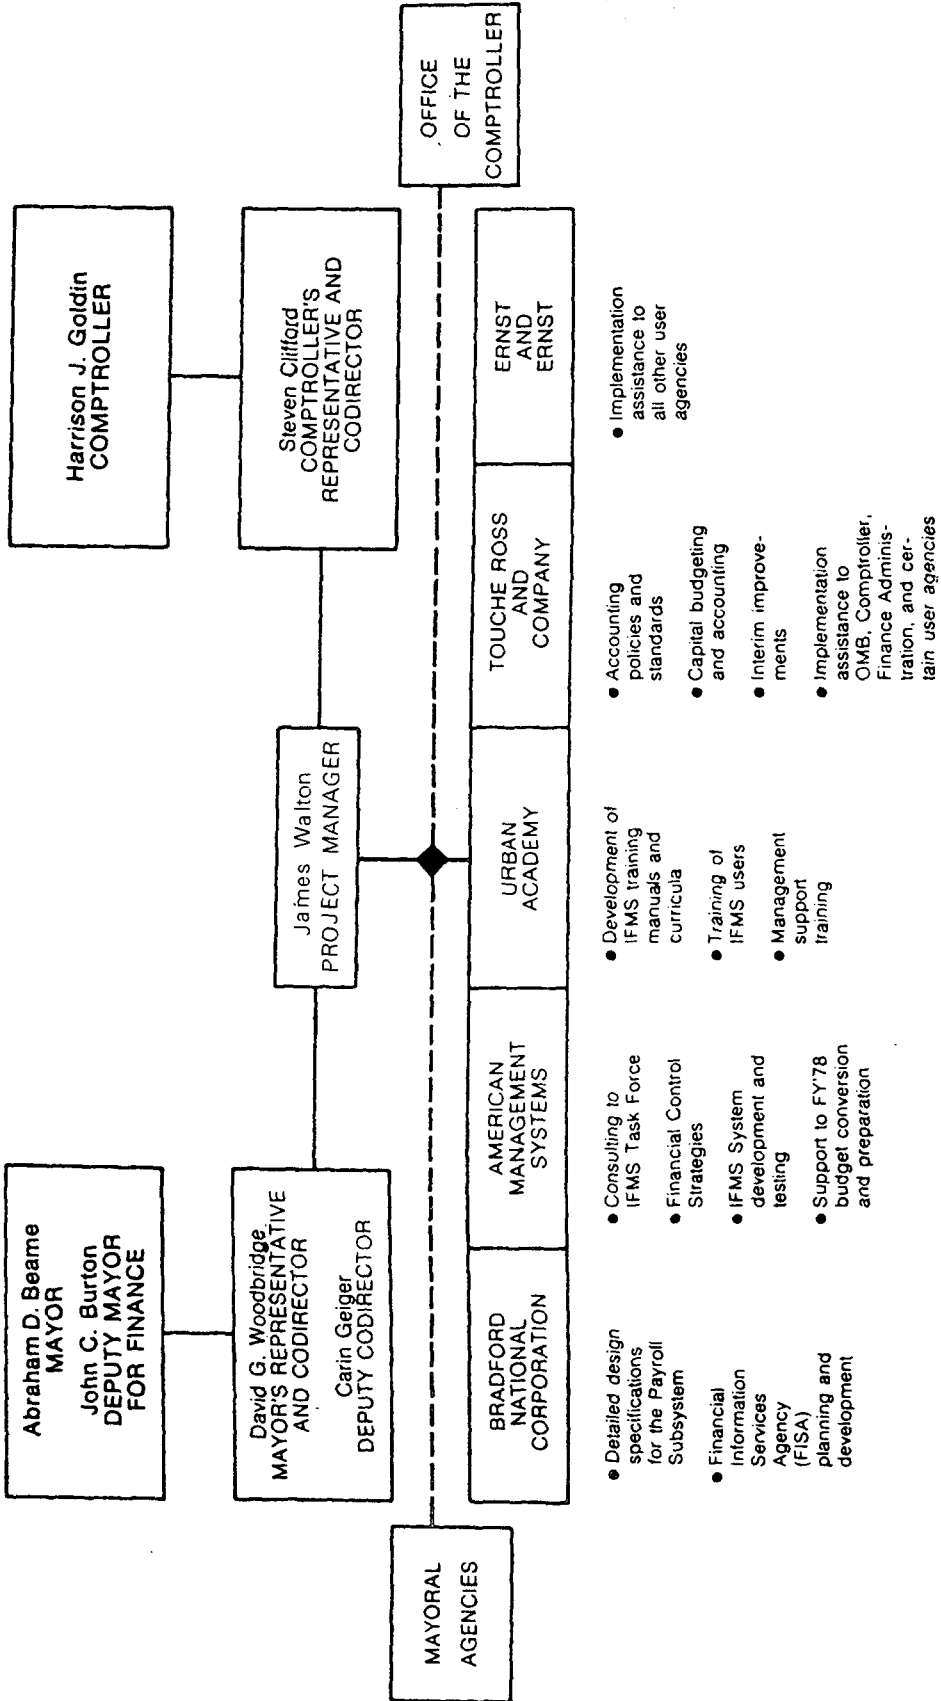 Abraham D. Beame
MAYOR
John C. Burton
DEPUTY MAYOR
FOR FINANCE
Harrison J. Goldin
COMPTROLLER
David G. Woodbridge
MAYOR'S REPRESENTATIVE
AND CODIRECTOR
Carin Geiger
DEPUTY CODIRECTOR
James Walton
PROJECT MANAGER
Steven Clifford
COMPTROLLER'S
REPRESENTATIVE AND
CODIRECTOR
MAYORAL
AGENCIES
OFFICE
OF THE
COMPTROLLER
BRADFORD
NATIONAL
CORPORATION
AMERICAN
MANAGEMENT
SYSTEMS
URBAN
ACADEMY
TOUCHE ROSS
AND
COMPANY
ERNST
AND
ERNST
● Detailed design
specifications
for the Payroll
Subsystem
● Financial
Information
Services
Agency
(FISA)
planning and
development
● Consulting to
IFMS Task Force
● Financial Control
Strategies
● IFMS System
development and
testing
● Support to FY'78
budget conversion
and preparation
● Development of
IFMS training
manuals and
curricula
● Training of
IFMS users
● Management
support
training
● Accounting
policies and
standards
● Capital budgeting
and accounting
● Interim improve-
ments
● Implementation
assistance to
OMB, Comptroller,
Finance Adminis-
tration, and cer-
tain user agencies
● Implementation
assistance to
all other user
agencies